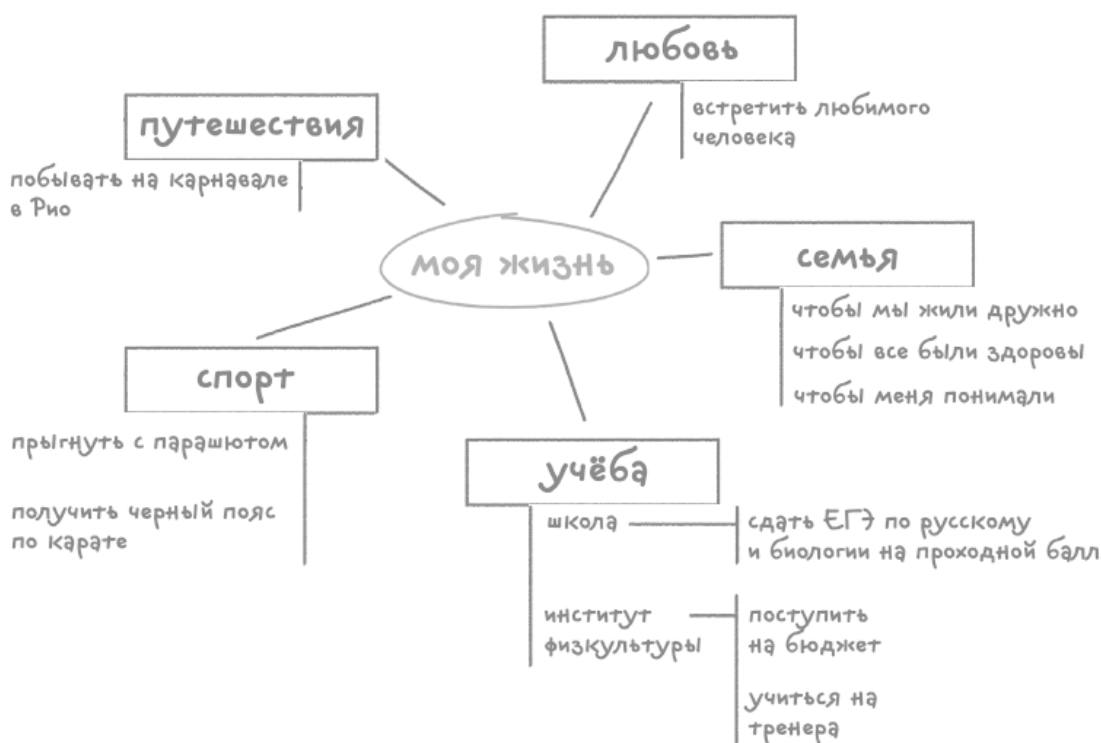 любовь
встретить любимого
человека
путешествия
побывать на карнавале
в Рио
моя жизнь
семья
чтобы мы жили дружно
чтобы все были здоровы
чтобы меня понимали
спорт
прыгнуть с парашютом
получить черный пояс
по карате
учёба
школа
сдать ЕГЭ по русскому
и биологии на проходной балл
институт
физкультуры
поступить
на бюджет
учиться на
тренера